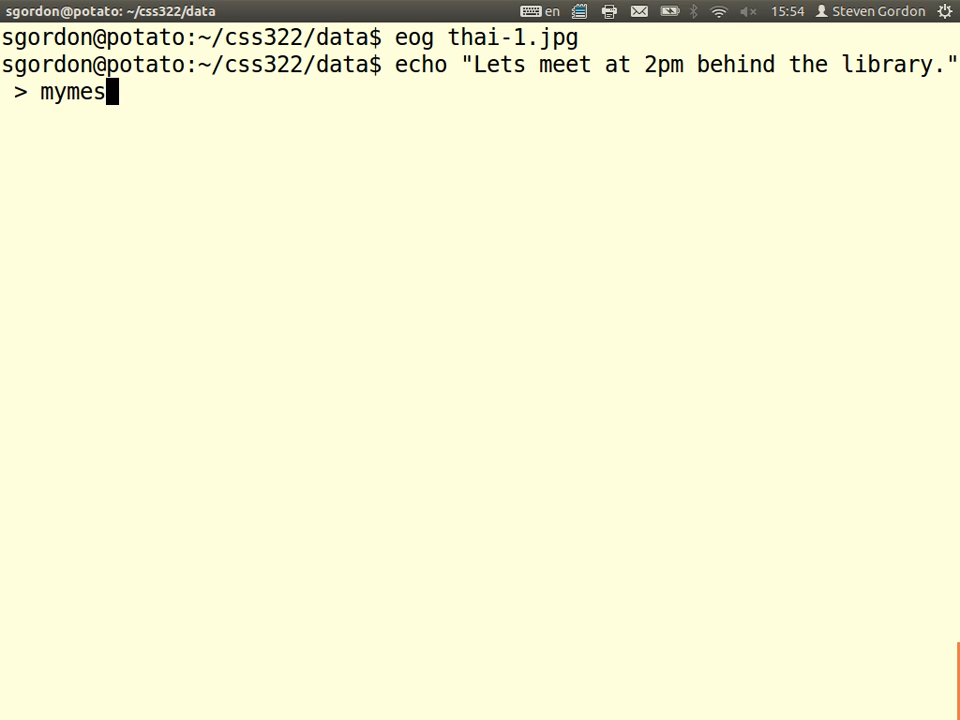 sgordon@potato: ~/css322/data en 15:54 Steven Gordon
sgordon@potato:~/css322/data$ eog thai-1.jpg
sgordon@potato:~/css322/data$ echo "Lets meet at 2pm behind the library."
> mymes